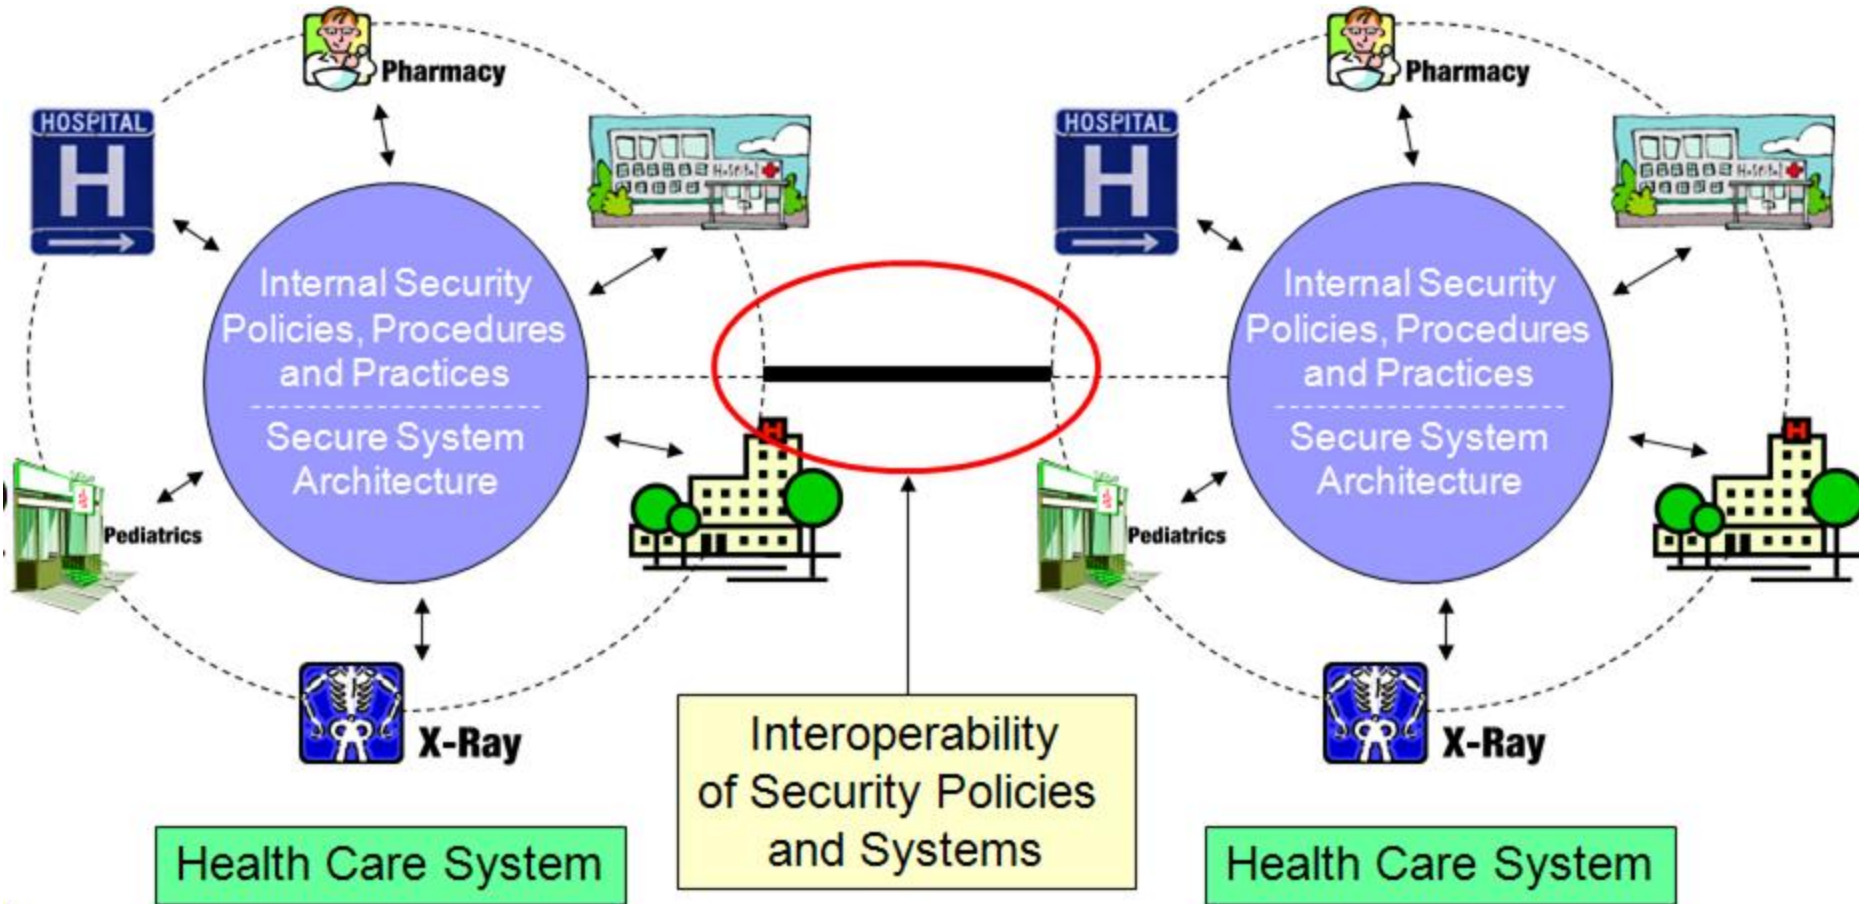 Pharmacy
HOSPITAL
H
Hospital
Internal Security
Policies, Procedures
and Practices
Secure System
Architecture
H
Pediatrics
X-Ray
Health Care System
Interoperability
of Security Policies
and Systems
Pharmacy
HOSPITAL
H
Hospital
Internal Security
Policies, Procedures
and Practices
Secure System
Architecture
H
Pediatrics
X-Ray
Health Care System